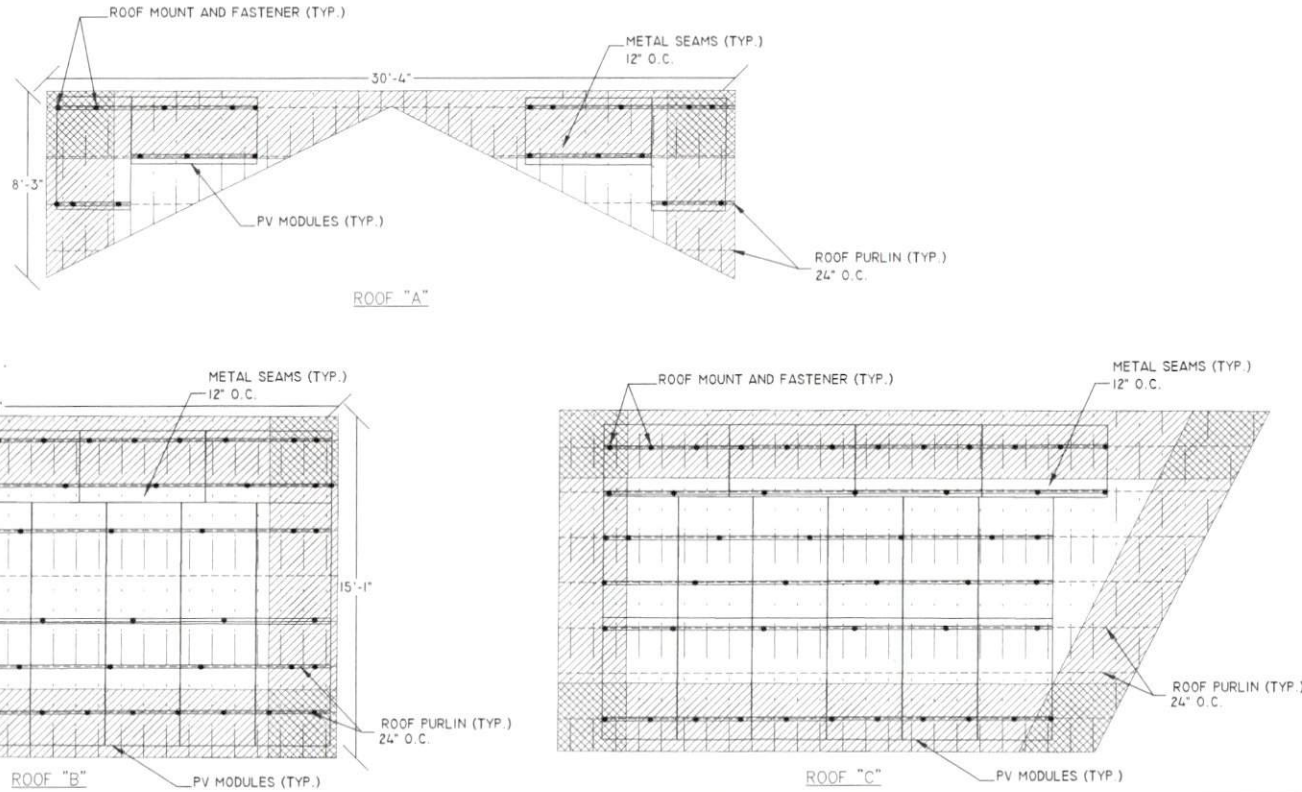 ROOF MOUNT AND FASTENER (TYP.)
METAL SEAMS (TYP.)
12" O.C.
30'-4"
8'-3"
PV MODULES (TYP.)
ROOF PURLIN (TYP.)
24" O.C.
ROOF "A"
METAL SEAMS (TYP.)
12" O.C.
15'-1"
ROOF PURLIN (TYP.)
24" O.C.
ROOF "B"
PV MODULES (TYP.)
ROOF MOUNT AND FASTENER (TYP.)
METAL SEAMS (TYP.)
12" O.C.
ROOF PURLIN (TYP.)
24" O.C.
ROOF "C"
PV MODULES (TYP.)